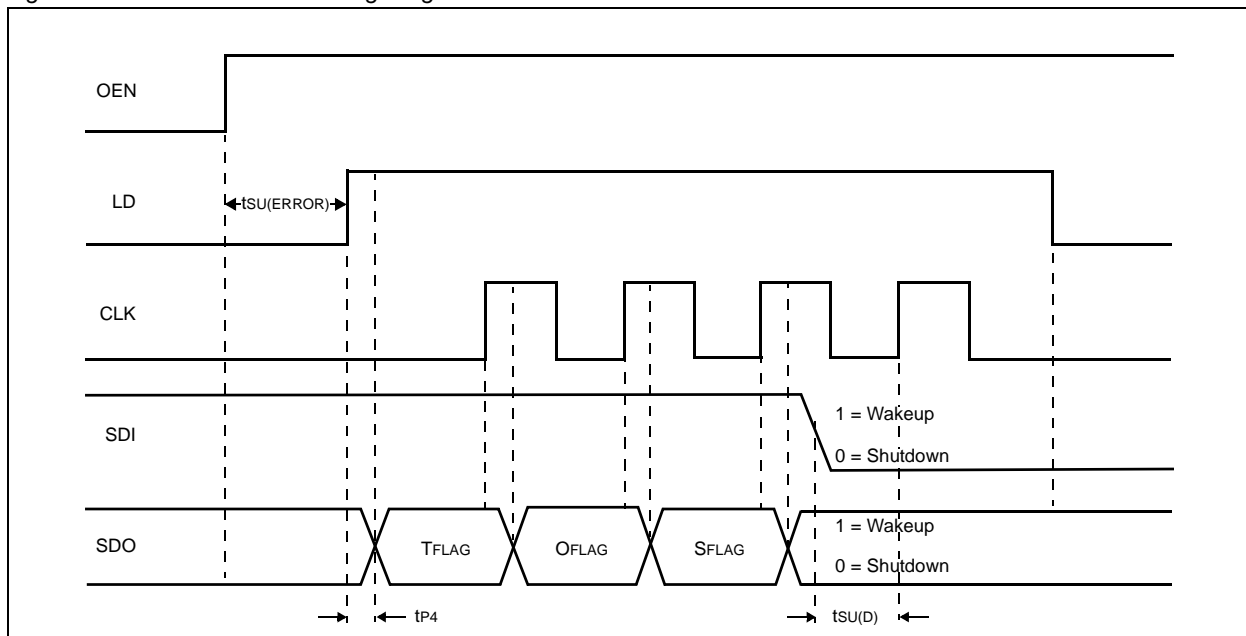 OEN
LD
tSU(ERROR)
CLK
SDI
1 = Wakeup
0 = Shutdown
SDO
TFLAG
OFLAG
SFLAG
1 = Wakeup
0 = Shutdown
tP4
tSU(D)